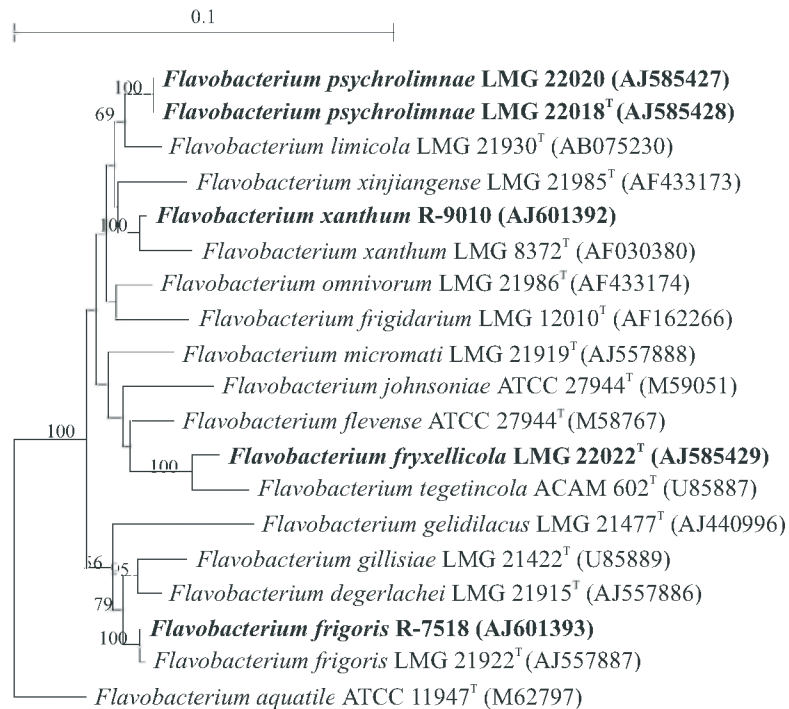 0.1
100
Flavobacterium psychrolimnae LMG 22020 (AJ585427)
Flavobacterium psychrolimnae LMG 22018T (AJ585428)
69
Flavobacterium limicola LMG 21930T (AB075230)
Flavobacterium xinjiangense LMG 21985T (AF433173)
Flavobacterium xanthum R-9010 (AJ601392)
100
Flavobacterium xanthum LMG 8372T (AF030380)
Flavobacterium omnivorum LMG 21986T (AF433174)
Flavobacterium frigidarium LMG 12010T (AF162266)
Flavobacterium micromati LMG 21919T (AJ557888)
Flavobacterium johnsoniae ATCC 27944T (M59051)
Flavobacterium flevense ATCC 27944T (M58767)
100
Flavobacterium fryxellicola LMG 22022T (AJ585429)
100
Flavobacterium tegetincola ACAM 602T (U85887)
Flavobacterium gelidilacus LMG 21477T (AJ440996)
56
95
Flavobacterium gillisiae LMG 21422T (U85889)
Flavobacterium degerlachei LMG 21915T (AJ557886)
79
Flavobacterium frigoris R-7518 (AJ601393)
100
Flavobacterium frigoris LMG 21922T (AJ557887)
Flavobacterium aquatile ATCC 11947T (M62797)